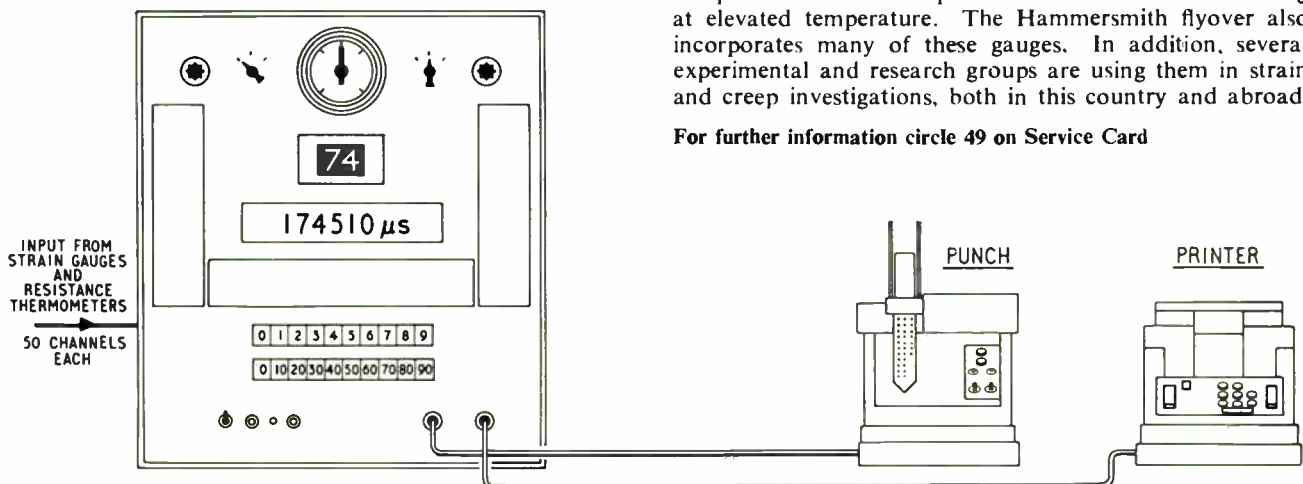 at elevated temperature. The Hammersmith flyover also
incorporates many of these gauges. In addition, several
experimental and research groups are using them in strain
and creep investigations, both in this country and abroad
For further information circle 49 on Service Card
74
174510 μs
INPUT FROM
STRAIN GAUGES
AND
RESISTANCE
THERMOMETERS
50 CHANNELS
EACH
0 1 2 3 4 5 6 7 8 9
0 10 20 30 40 50 60 70 80 90
PUNCH
PRINTER